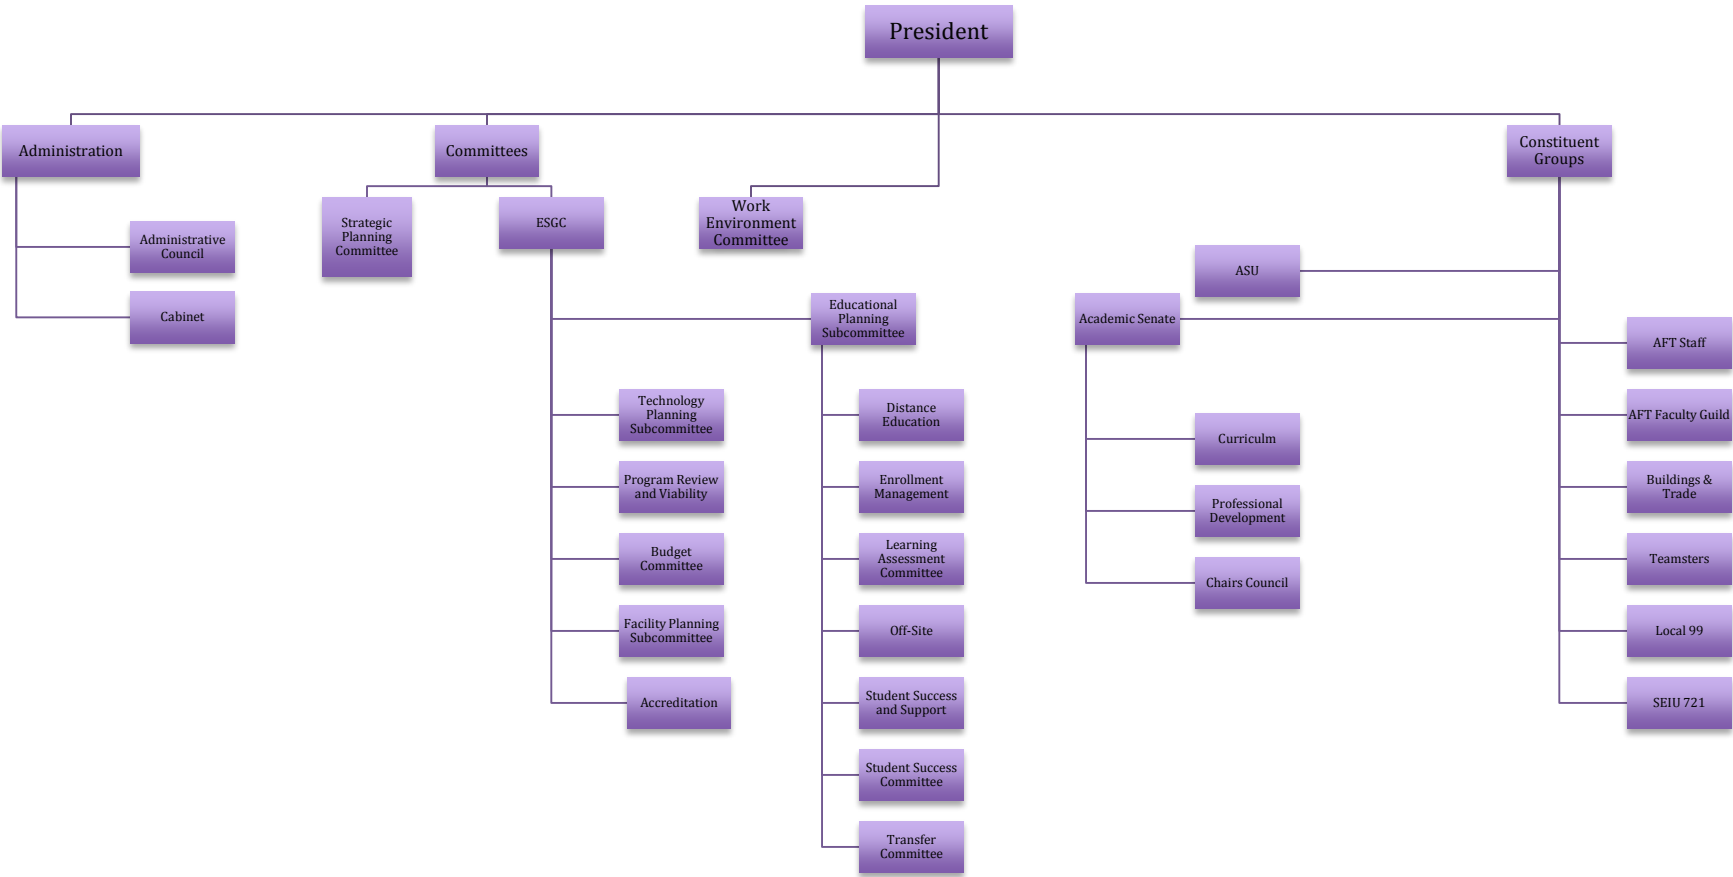 President
Administration
Committees
Constituent
Groups
Administrative
Council
Cabinet
Strategic
Planning
Committee
ESGC
Work
Environment
Committee
Educational
Planning
Subcommittee
Technology
Planning
Subcommittee
Program Review
and Viability
Budget
Committee
Facility Planning
Subcommittee
Accreditation
Distance
Education
Enrollment
Management
Learning
Assessment
Committee
Off-Site
Student Success
and Support
Student Success
Committee
Transfer
Committee
ASU
Academic Senate
Curriculm
Professional
Development
Chairs Council
AFT Staff
AFT Faculty Guild
Buildings &
Trade
Teamsters
Local 99
SEIU 721